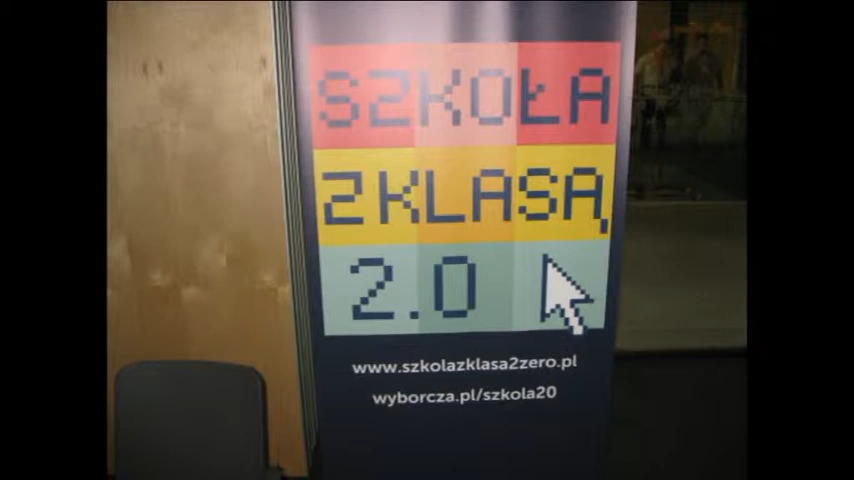 SZKOŁA
Z KLASĄ
2.0
www.szkolazklasa2zero.pl
wyborcza.pl/szkola20